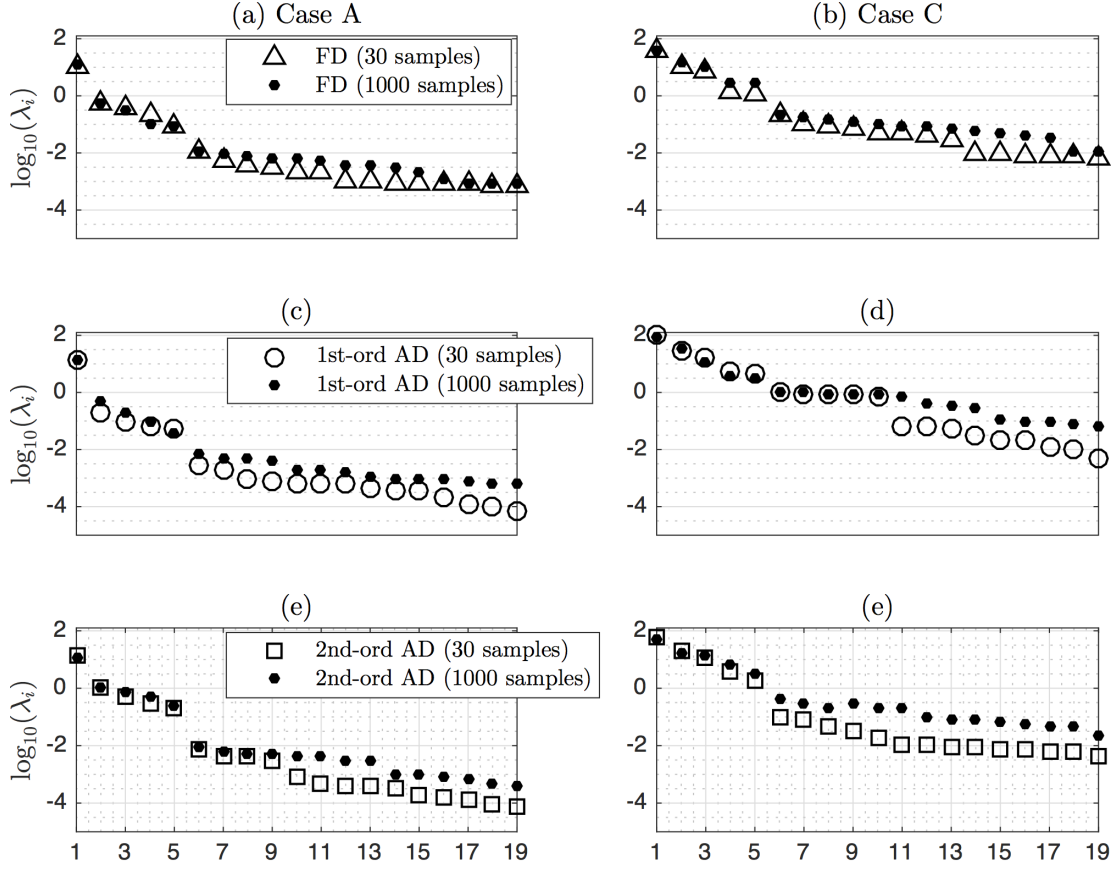 (a) Case A
(b) Case C
2
0
-2
-4
log10(λi)
FD (30 samples)
FD (1000 samples)
2
0
-2
-4
(c)
(d)
2
0
-2
-4
log10(λi)
1st-ord AD (30 samples)
1st-ord AD (1000 samples)
2
0
-2
-4
(e)
(e)
2
0
-2
-4
log10(λi)
2nd-ord AD (30 samples)
2nd-ord AD (1000 samples)
2
0
-2
-4
1 3 5 7 9 11 13 15 17 19
1 3 5 7 9 11 13 15 17 19